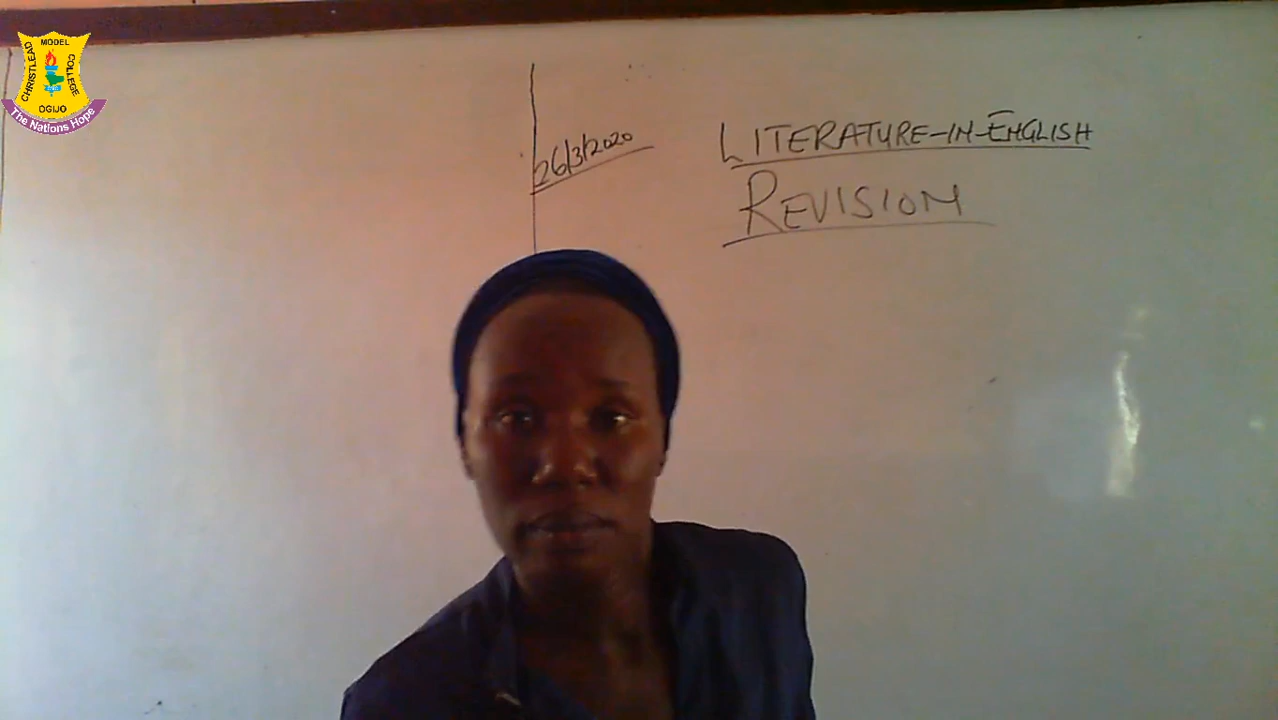 MODEL
CHRISTLEAD
COLLEGE
OGIJO
The Nations Hope
26/3/2020
LITERATURE-IN-ENGLISH
REVISION